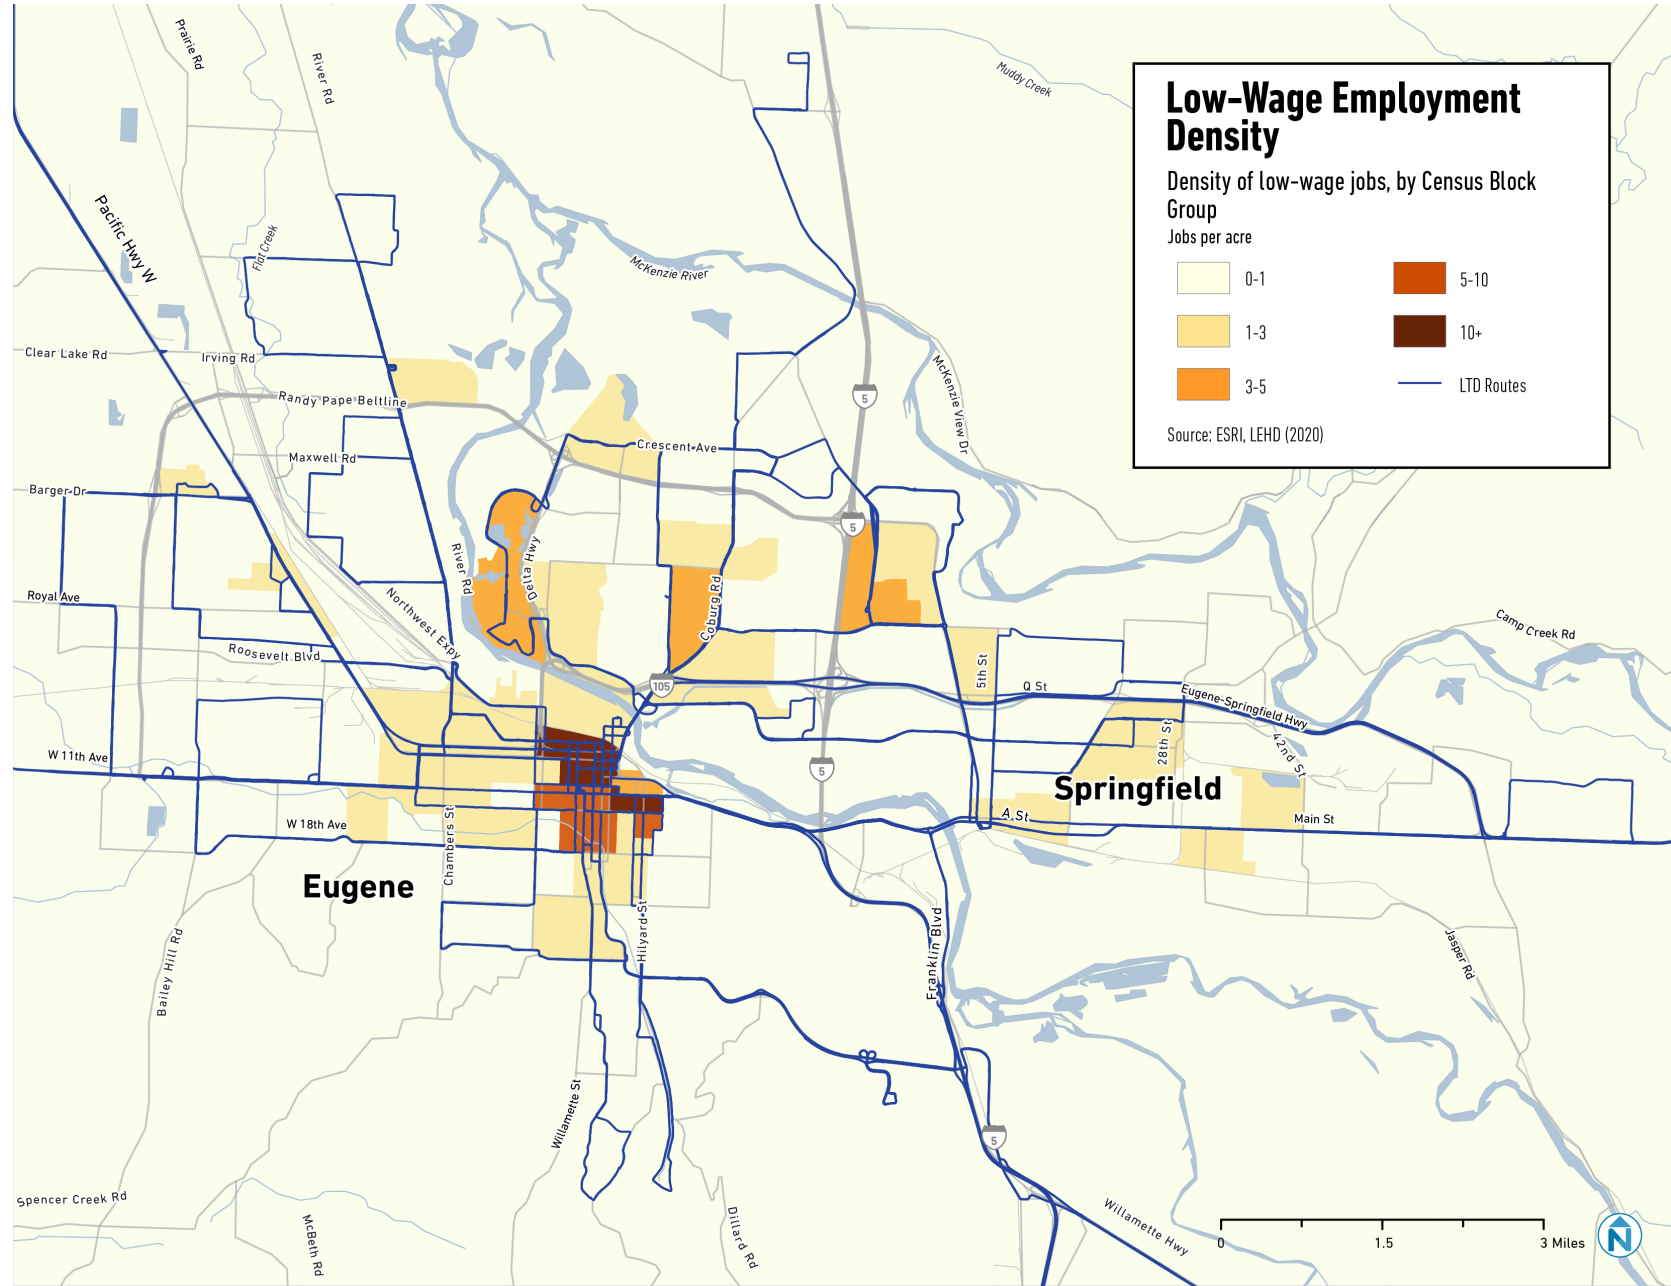 Low-Wage Employment
Density
Density of low-wage jobs, by Census Block
Group
Jobs per acre
0-1
5-10
1-3
10+
3-5
LTD Routes
Source: ESRI, LEHD (2020)
Prairie Rd
River Rd
Muddy Creek
Pacific Hwy W
Flat Creek
McKenzie River
Clear Lake Rd
Irving Rd
Randy Pape Beltline
McKenzie View Dr
5
Crescent Ave
Maxwell Rd
Barger Dr
5
River Rd
Delta Hwy
Coburg Rd
Royal Ave
Northwest Expy
Camp Creek Rd
Roosevelt Blvd
5th St
105
Q St
Eugene-Springfield Hwy
28th St
42nd St
W 11th Ave
5
Springfield
A St
Main St
W 18th Ave
Chambers St
Eugene
Hilyard St
Franklin Blvd
Bailey Hill Rd
Jasper Rd
Willamette St
5
Spencer Creek Rd
McBeth Rd
Dillard Rd
Willamette Hwy
0
1.5
3 Miles
N